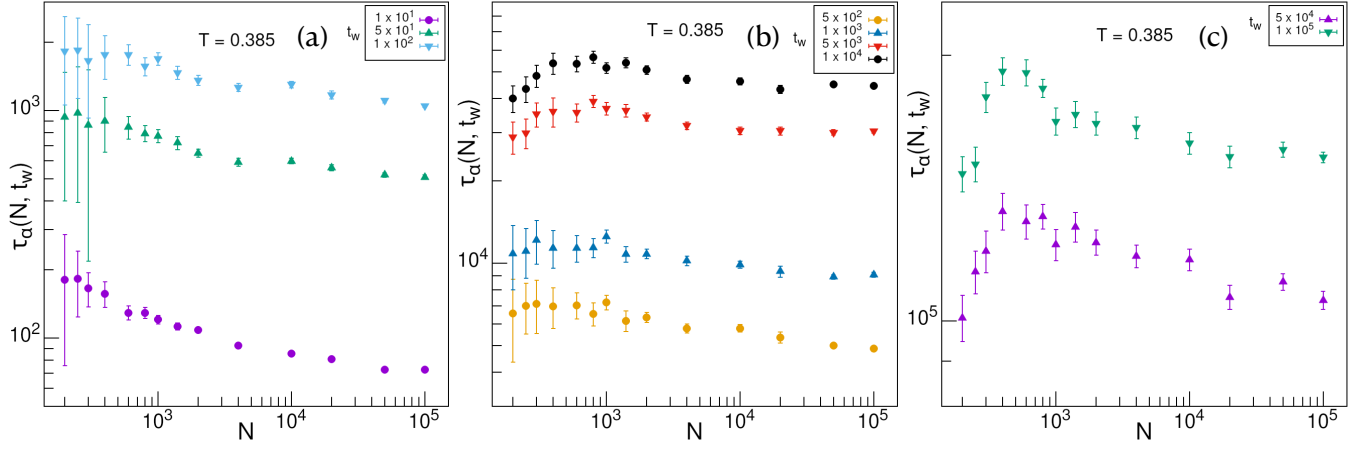 T = 0.385
(a)
t_w
1 x 10^1
5 x 10^1
1 x 10^2
τ_α(N, t_w)
10^3
10^2
10^3
10^4
10^5
N
T = 0.385
(b)
t_w
5 x 10^2
1 x 10^3
5 x 10^3
1 x 10^4
τ_α(N, t_w)
10^4
10^3
10^4
10^5
N
T = 0.385
(c)
t_w
5 x 10^4
1 x 10^5
τ_α(N, t_w)
10^5
10^3
10^4
10^5
N